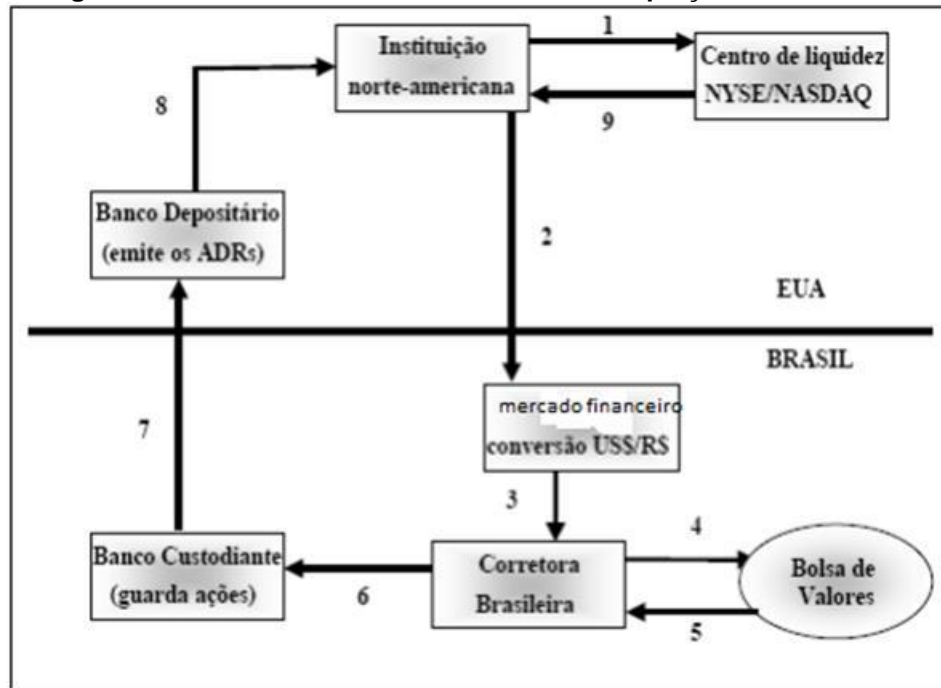 Instituição
norte-americana
1
Centro de liquidez
NYSE/NASDAQ
9
8
Banco Depositário
(emite os ADRs)
2
EUA
BRASIL
mercado financeiro
conversão US$/R$
7
3
4
Banco Custodiante
(guarda ações)
6
Corretora
Brasileira
5
Bolsa de
Valores